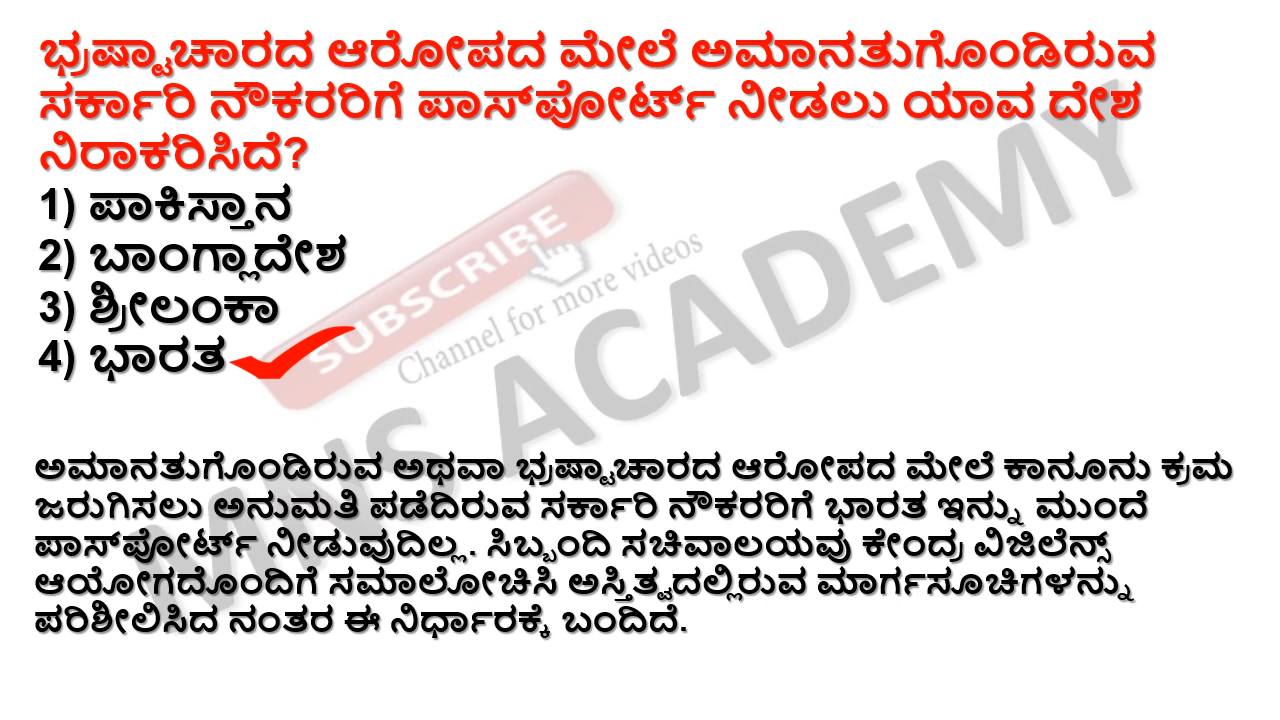 ಭ್ರಷ್ಟಾಚಾರದ ಆರೋಪದ ಮೇಲೆ ಅಮಾನತುಗೊಂಡಿರುವ
ಸರ್ಕಾರಿ ನೌಕರರಿಗೆ ಪಾಸ್‌ಪೋರ್ಟ್ ನೀಡಲು ಯಾವ ದೇಶ
ನಿರಾಕರಿಸಿದೆ?
1) ಪಾಕಿಸ್ತಾನ
2) ಬಾಂಗ್ಲಾದೇಶ
3) ಶ್ರೀಲಂಕಾ
4) ಭಾರತ
SUBSCRIBE
Channel for more videos
MNS ACADEMY
ಅಮಾನತುಗೊಂಡಿರುವ ಅಥವಾ ಭ್ರಷ್ಟಾಚಾರದ ಆರೋಪದ ಮೇಲೆ ಕಾನೂನು ಕ್ರಮ
ಜರುಗಿಸಲು ಅನುಮತಿ ಪಡೆದಿರುವ ಸರ್ಕಾರಿ ನೌಕರರಿಗೆ ಭಾರತ ಇನ್ನು ಮುಂದೆ
ಪಾಸ್‌ಪೋರ್ಟ್ ನೀಡುವುದಿಲ್ಲ. ಸಿಬ್ಬಂದಿ ಸಚಿವಾಲಯವು ಕೇಂದ್ರ ವಿಜಿಲೆನ್ಸ್
ಆಯೋಗದೊಂದಿಗೆ ಸಮಾಲೋಚಿಸಿ ಅಸ್ತಿತ್ವದಲ್ಲಿರುವ ಮಾರ್ಗಸೂಚಿಗಳನ್ನು
ಪರಿಶೀಲಿಸಿದ ನಂತರ ಈ ನಿರ್ಧಾರಕ್ಕೆ ಬಂದಿದೆ.